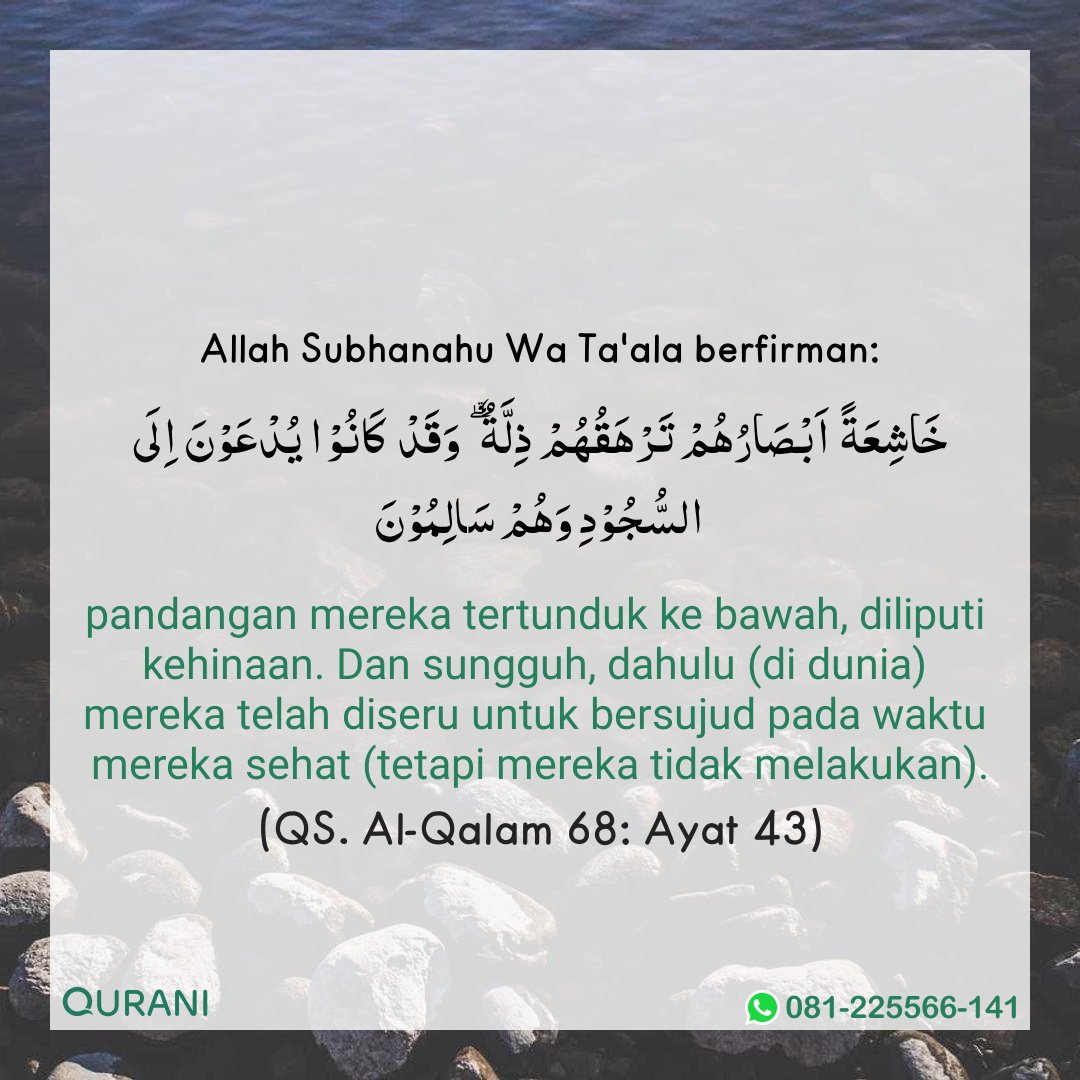 Allah Subhanahu Wa Ta'ala berfirman:
خَاشِعَةً اَبْصَارُهُمْ تَرْهَقُهُمْ ذِلَّةٌ ۗ وَقَدْ كَانُوْا يُدْعَوْنَ اِلَى
السُّجُوْدِ وَهُمْ سَالِمُوْنَ
pandangan mereka tertunduk ke bawah, diliputi
kehinaan. Dan sungguh, dahulu (di dunia)
mereka telah diseru untuk bersujud pada waktu
mereka sehat (tetapi mereka tidak melakukan).
(QS. Al-Qalam 68: Ayat 43)
QURANI
081-225566-141